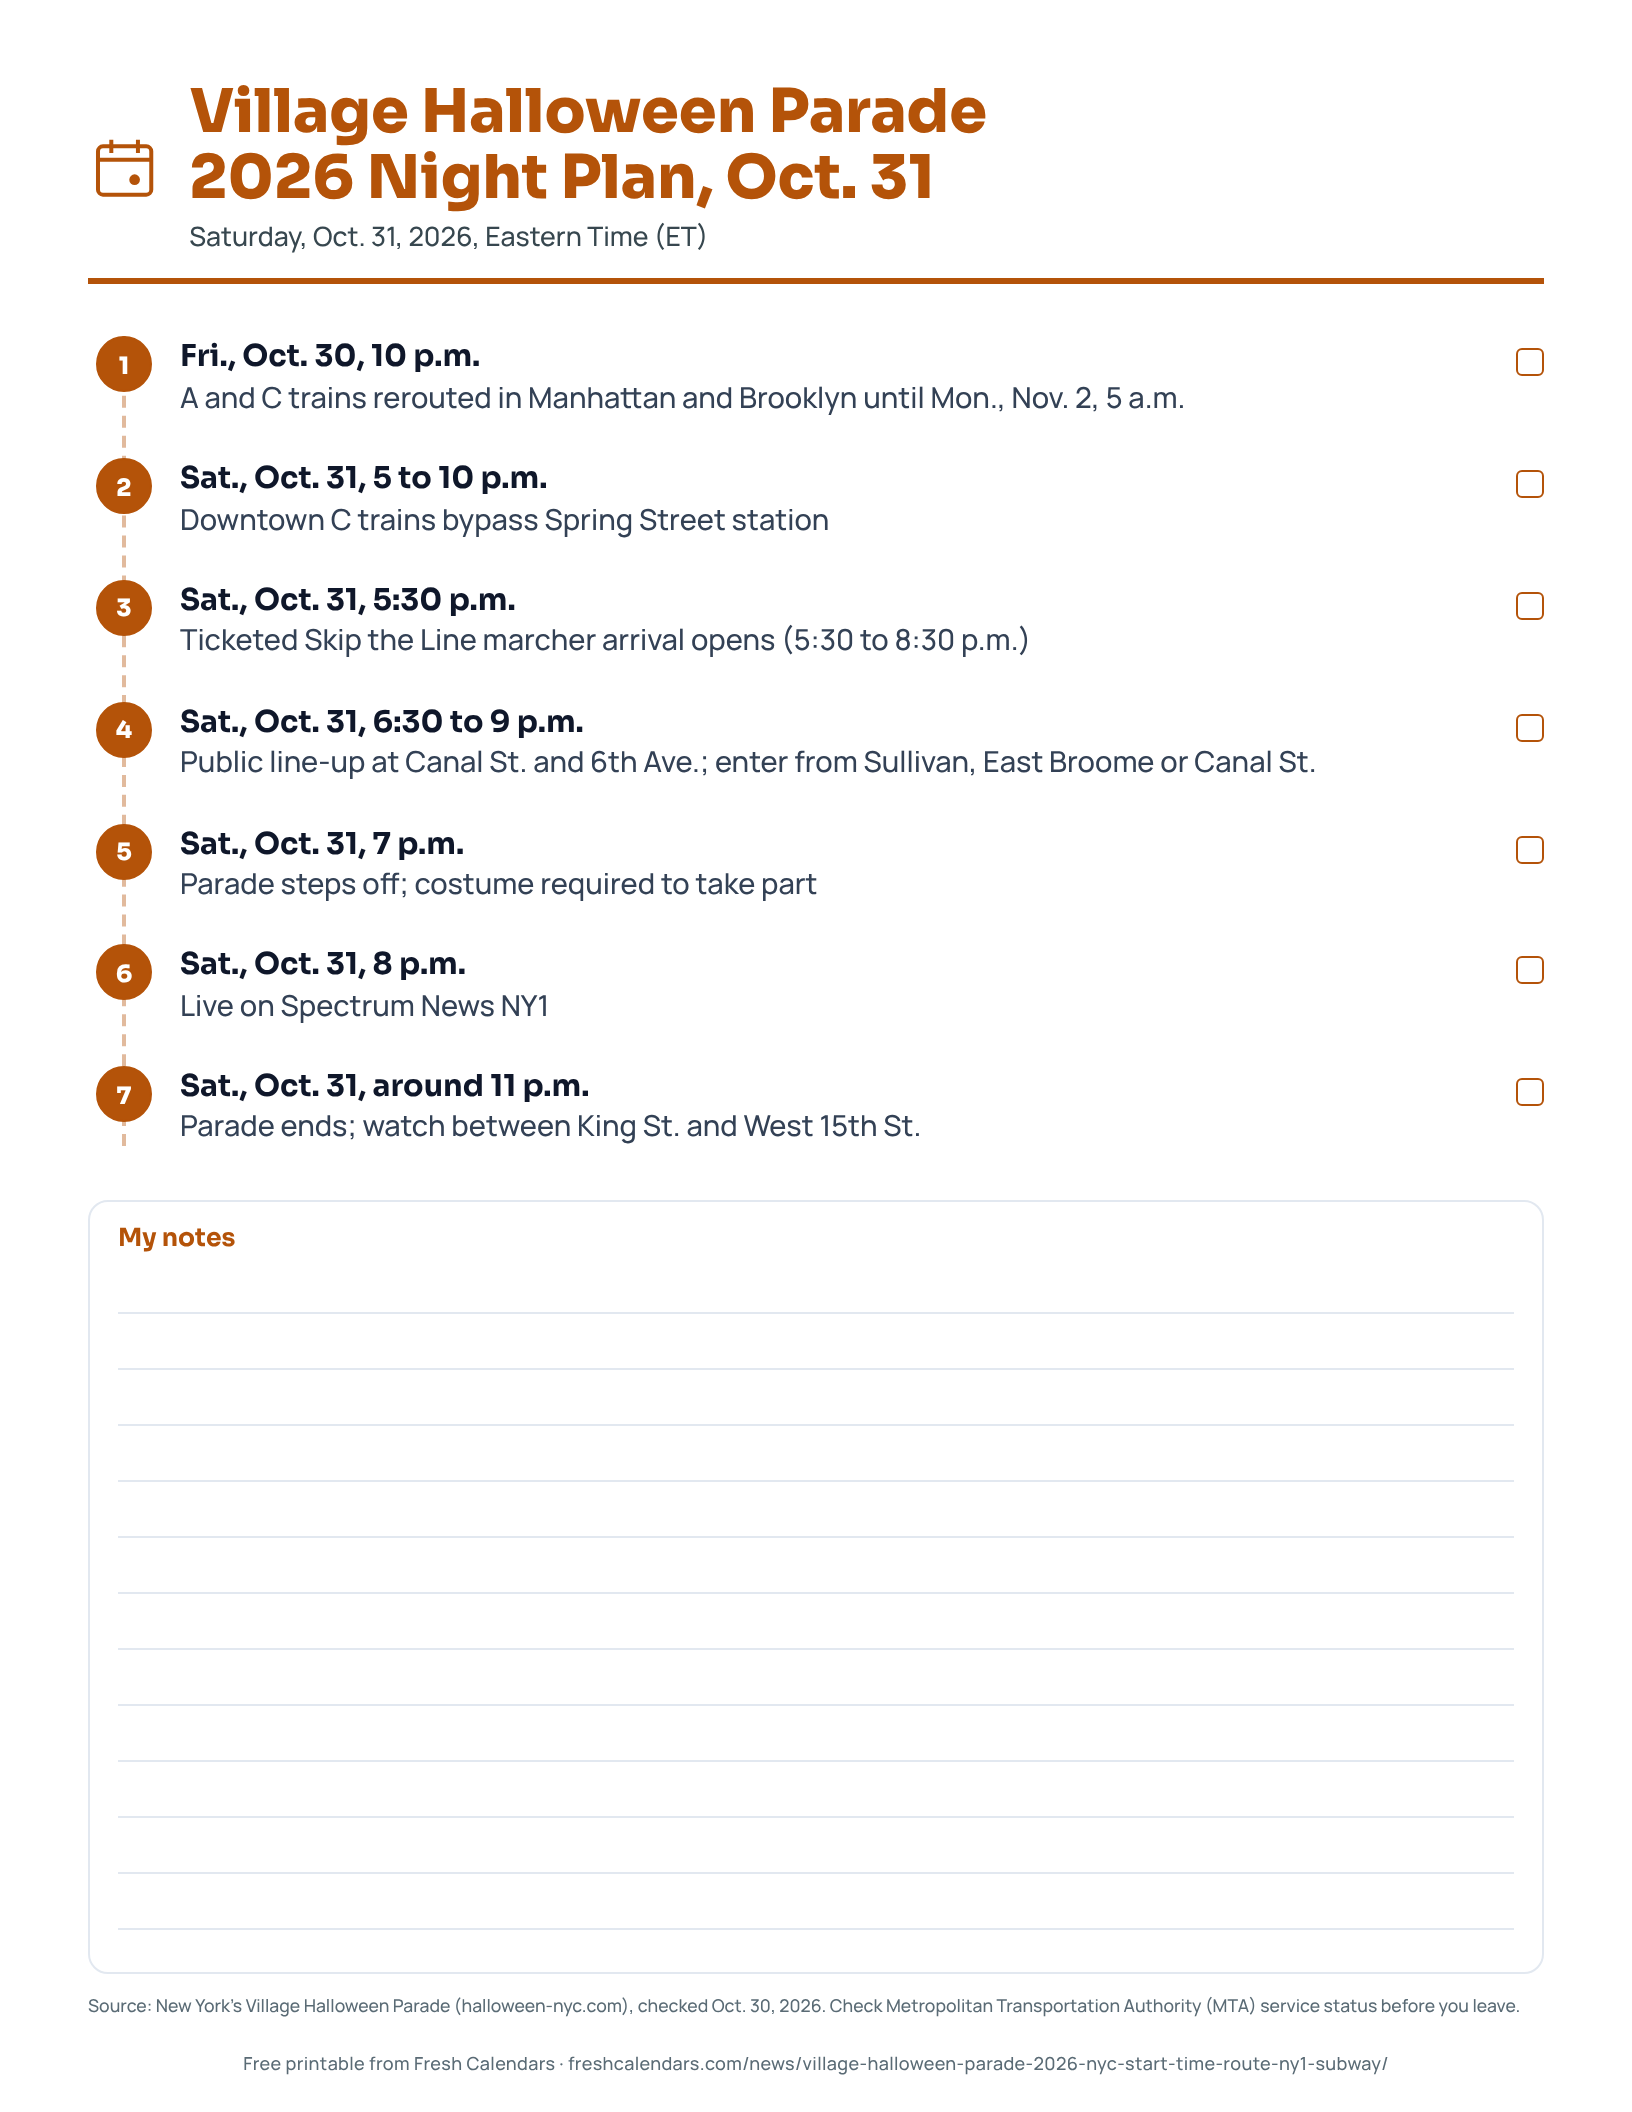 Village Halloween Parade
2026 Night Plan, Oct. 31
Saturday, Oct. 31, 2026, Eastern Time (ET)
1
Fri., Oct. 30, 10 p.m.
A and C trains rerouted in Manhattan and Brooklyn until Mon., Nov. 2, 5 a.m.
2
Sat., Oct. 31, 5 to 10 p.m.
Downtown C trains bypass Spring Street station
3
Sat., Oct. 31, 5:30 p.m.
Ticketed Skip the Line marcher arrival opens (5:30 to 8:30 p.m.)
4
Sat., Oct. 31, 6:30 to 9 p.m.
Public line-up at Canal St. and 6th Ave.; enter from Sullivan, East Broome or Canal St.
5
Sat., Oct. 31, 7 p.m.
Parade steps off; costume required to take part
6
Sat., Oct. 31, 8 p.m.
Live on Spectrum News NY1
7
Sat., Oct. 31, around 11 p.m.
Parade ends; watch between King St. and West 15th St.
My notes
Source: New York’s Village Halloween Parade (halloween-nyc.com), checked Oct. 30, 2026. Check Metropolitan Transportation Authority (MTA) service status before you leave.
Free printable from Fresh Calendars · freshcalendars.com/news/village-halloween-parade-2026-nyc-start-time-route-ny1-subway/